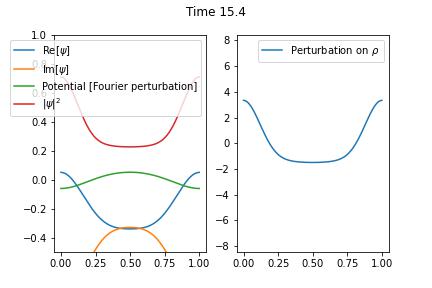 Time 15.4
1.0
0.8
0.6
0.4
0.2
0.0
−0.2
−0.4
0.00 0.25 0.50 0.75 1.00
Re[ψ]
Im[ψ]
Potential [Fourier perturbation]
|ψ|²
8
6
4
2
0
−2
−4
−6
−8
0.00 0.25 0.50 0.75 1.00
Perturbation on ρ